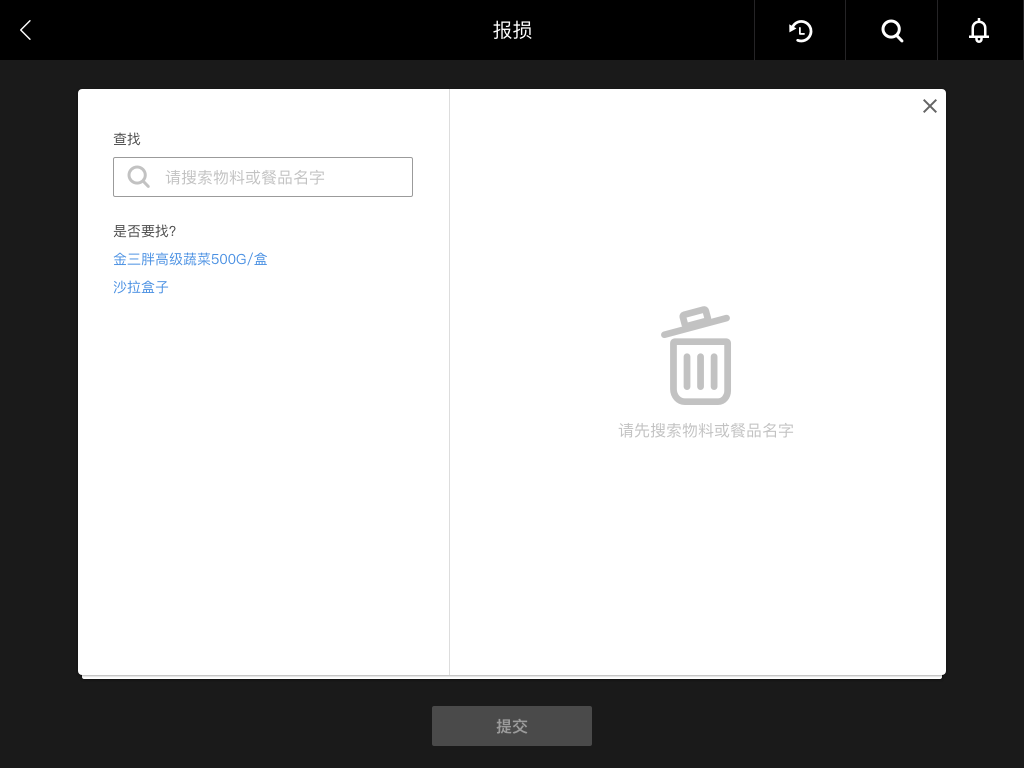 报损
查找
请搜索物料或餐品名字
是否要找?
金三胖高级蔬菜500G/盒
沙拉盒子
请先搜索物料或餐品名字
提交